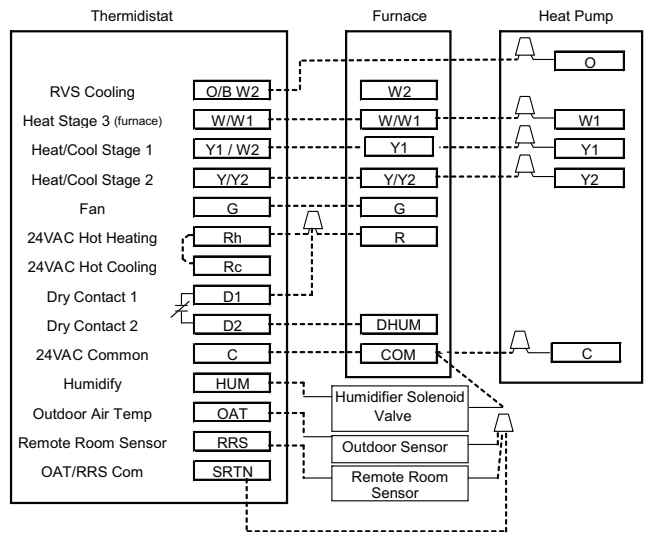 Thermidistat Furnace Heat Pump
O
RVS Cooling O/B W2 W2
Heat Stage 3 (furnace) W/W1 W/W1 W1
Heat/Cool Stage 1 Y1 / W2 Y1 Y1
Heat/Cool Stage 2 Y/Y2 Y/Y2 Y2
Fan G G
24VAC Hot Heating Rh R
24VAC Hot Cooling Rc
Dry Contact 1 D1
Dry Contact 2 D2 DHUM
24VAC Common C COM C
Humidify HUM
Humidifier Solenoid
Valve
Outdoor Air Temp OAT
Remote Room Sensor RRS
Outdoor Sensor
OAT/RRS Com SRTN
Remote Room
Sensor